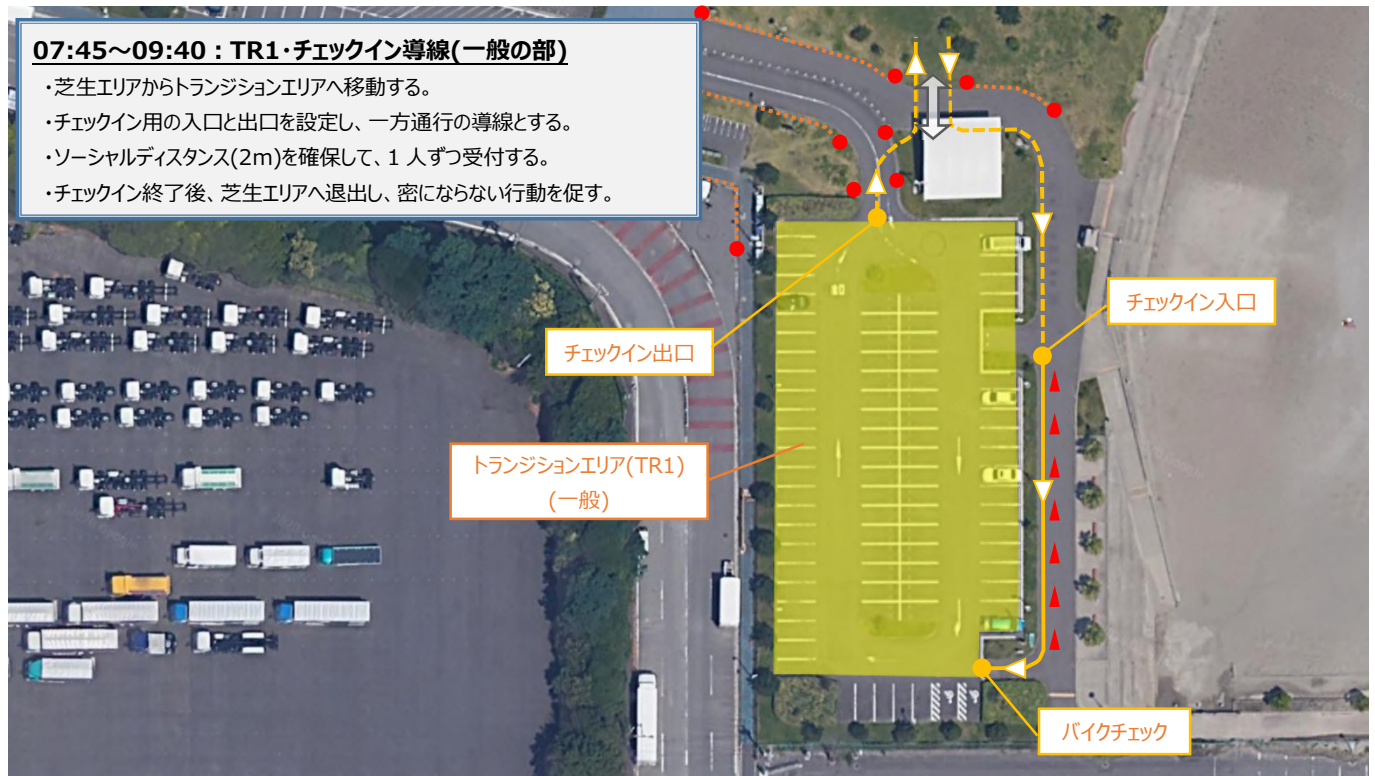 07:45～09:40：TR1・チェックイン導線(一般の部)
・芝生エリアからトランジションエリアへ移動する。
・チェックイン用の入口と出口を設定し、一方通行の導線とする。
・ソーシャルディスタンス(2m)を確保して、1 人ずつ受付する。
・チェックイン終了後、芝生エリアへ退出し、密にならない行動を促す。
チェックイン入口
チェックイン出口
トランジションエリア(TR1)
(一般)
バイクチェック